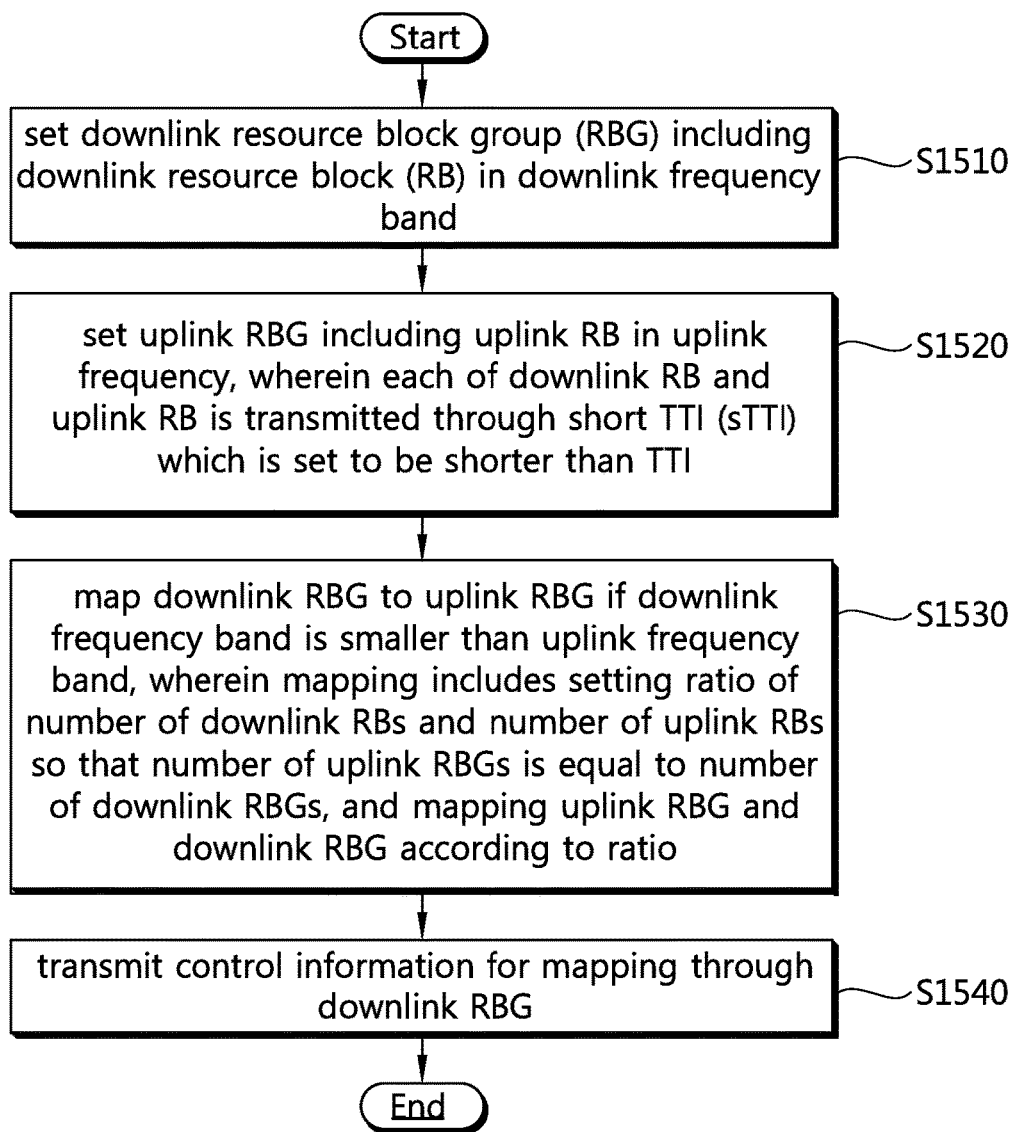 Start
set downlink resource block group (RBG) including
downlink resource block (RB) in downlink frequency
band
S1510
set uplink RBG including uplink RB in uplink
frequency, wherein each of downlink RB and
uplink RB is transmitted through short TTI (sTTI)
which is set to be shorter than TTI
S1520
map downlink RBG to uplink RBG if downlink
frequency band is smaller than uplink frequency
band, wherein mapping includes setting ratio of
number of downlink RBs and number of uplink RBs
so that number of uplink RBGs is equal to number
of downlink RBGs, and mapping uplink RBG and
downlink RBG according to ratio
S1530
transmit control information for mapping through
downlink RBG
S1540
End